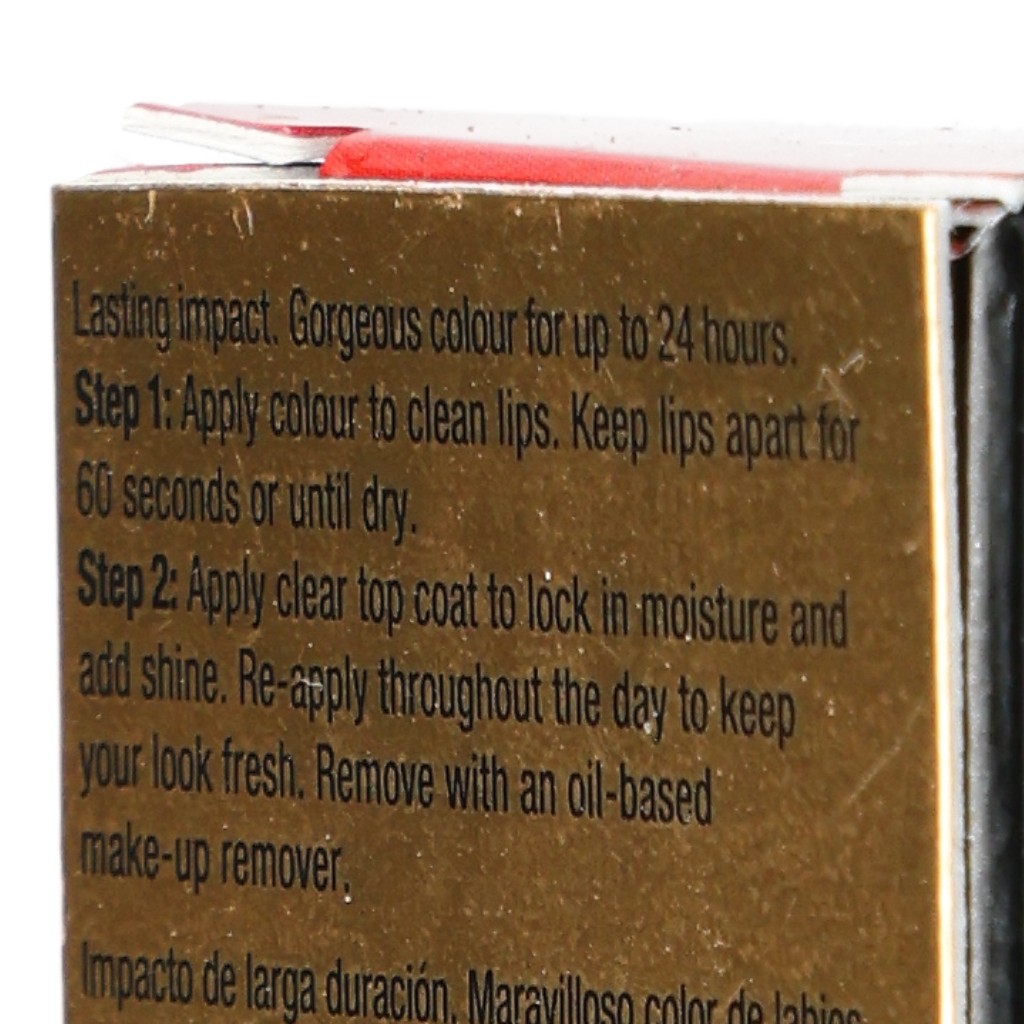 Lasting impact. Gorgeous colour for up to 24 hours.
Step 1: Apply colour to clean lips. Keep lips apart for
60 seconds or until dry.
Step 2: Apply clear top coat to lock in moisture and
add shine. Re-apply throughout the day to keep
your look fresh. Remove with an oil-based
make-up remover.
Impacto de larga duración. Maravilloso color de labios